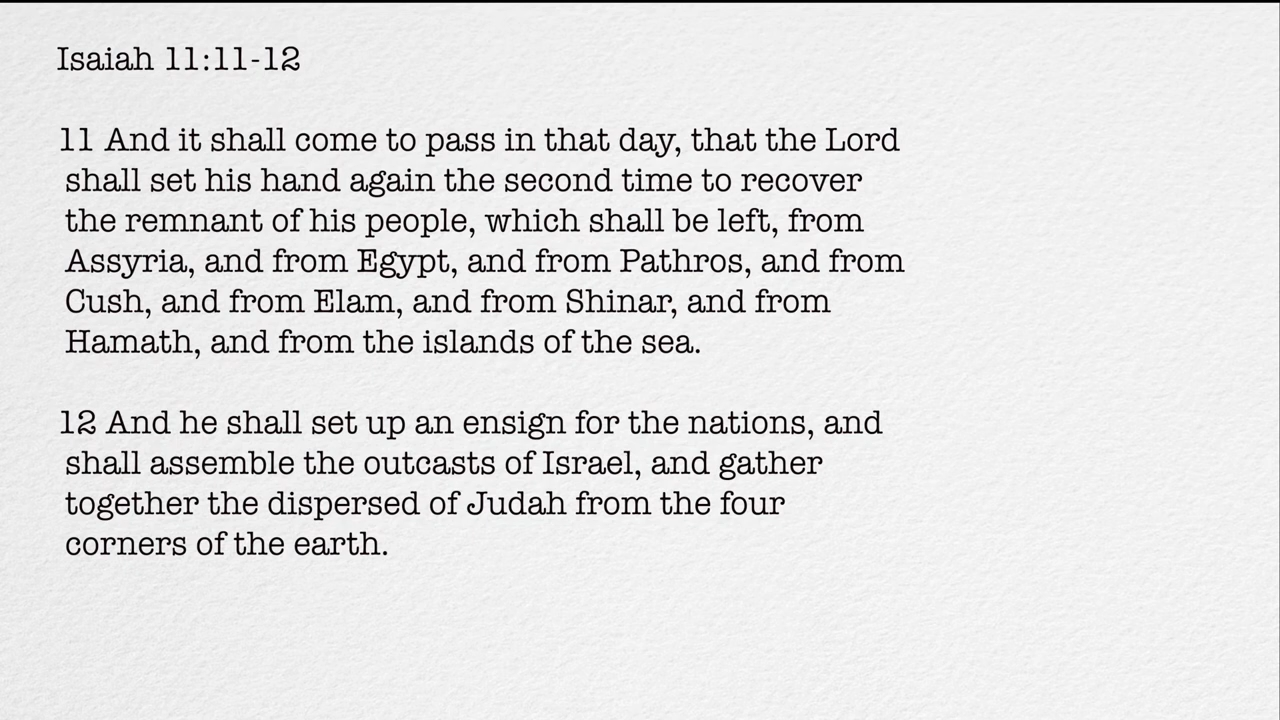 Isaiah 11:11-12
11 And it shall come to pass in that day, that the Lord
shall set his hand again the second time to recover
the remnant of his people, which shall be left, from
Assyria, and from Egypt, and from Pathros, and from
Cush, and from Elam, and from Shinar, and from
Hamath, and from the islands of the sea.
12 And he shall set up an ensign for the nations, and
shall assemble the outcasts of Israel, and gather
together the dispersed of Judah from the four
corners of the earth.